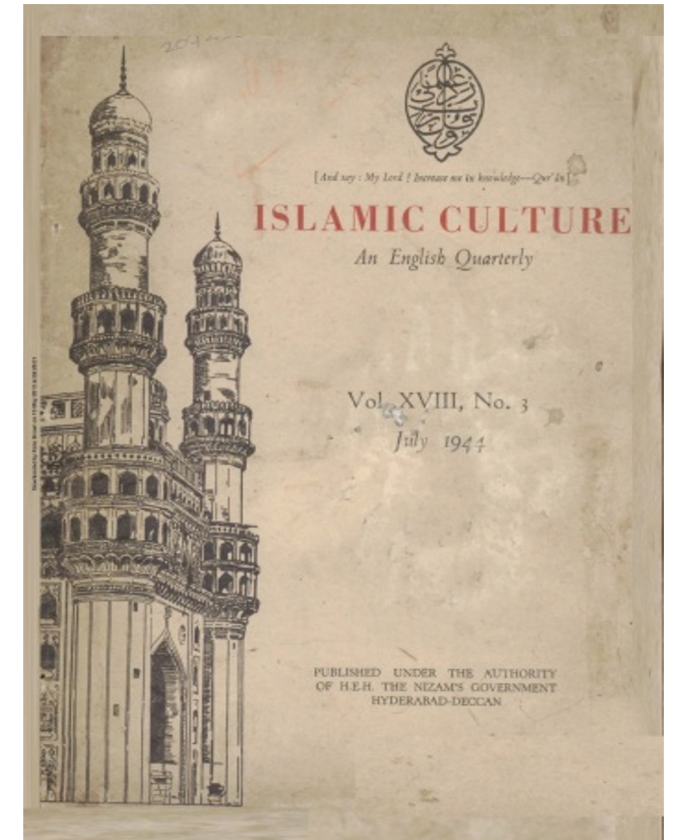 [And say : My Lord ! Increase me in knowledge—Qur'ān]
ISLAMIC CULTURE
An English Quarterly
Vol. XVIII, No. 3
July 1944
PUBLISHED UNDER THE AUTHORITY
OF H.E.H. THE NIZAM'S GOVERNMENT
HYDERABAD-DECCAN